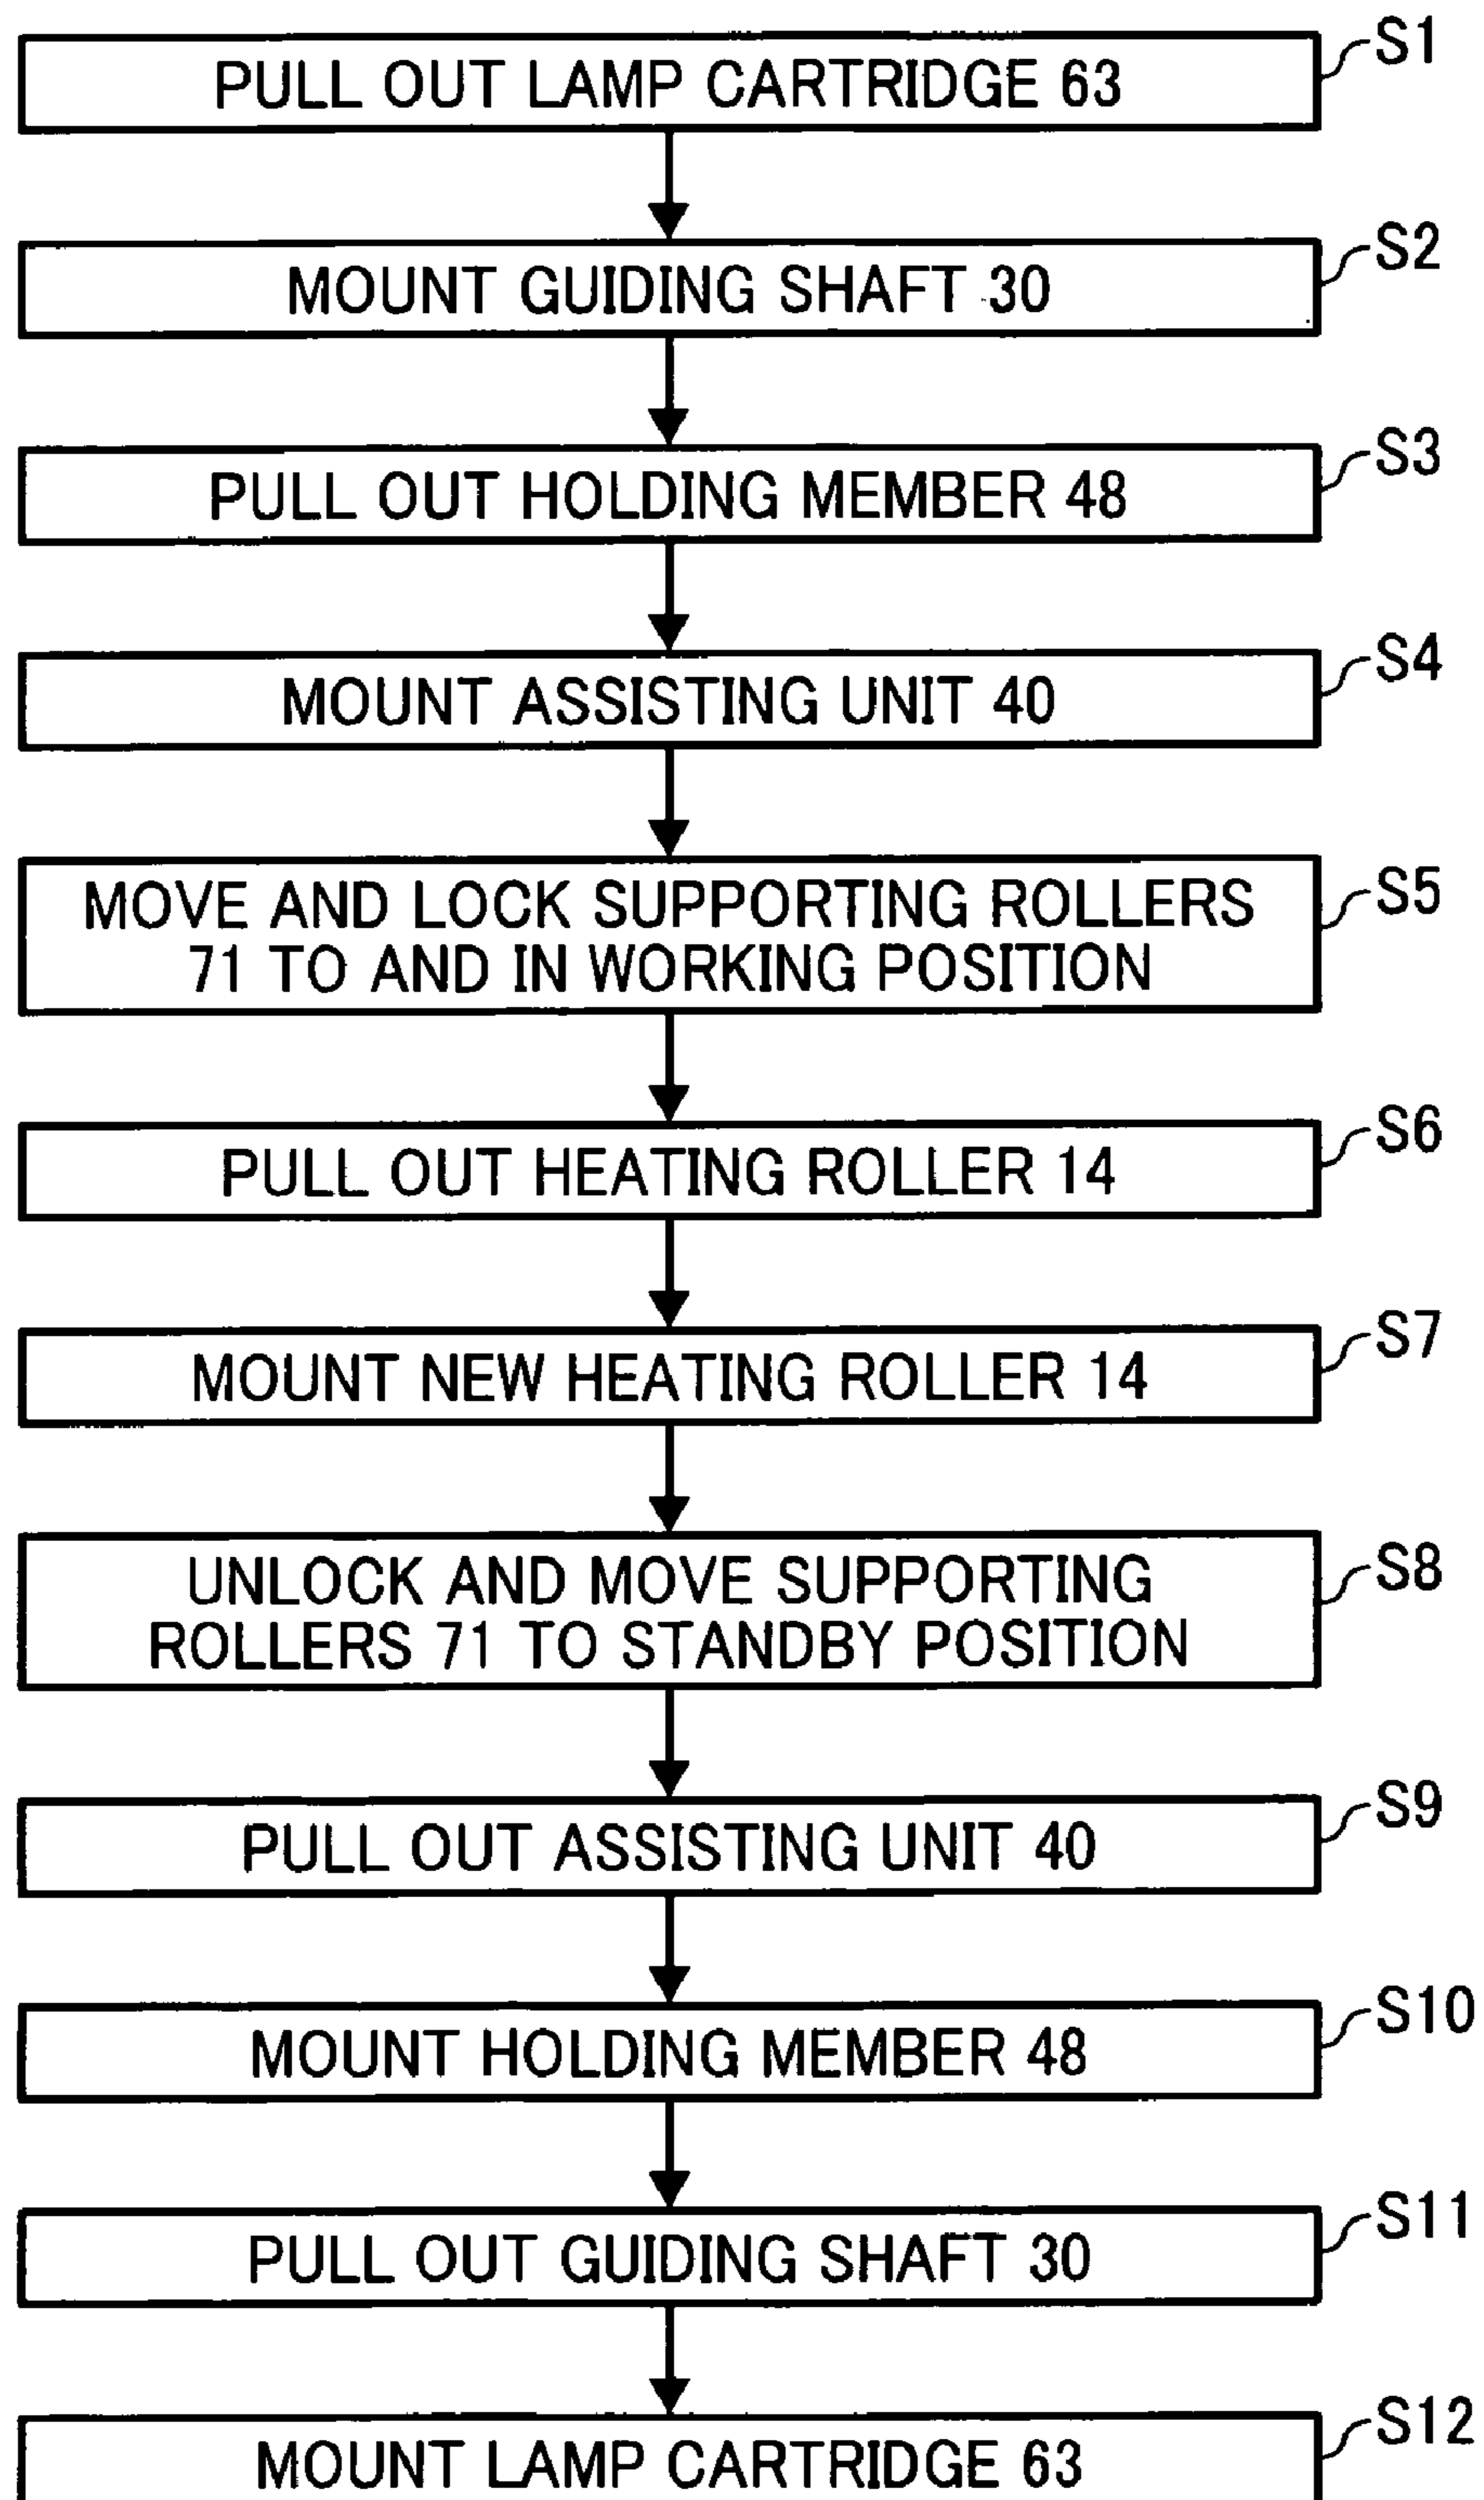 S1
PULL OUT LAMP CARTRIDGE 63
S2
MOUNT GUIDING SHAFT 30
S3
PULL OUT HOLDING MEMBER 48
S4
MOUNT ASSISTING UNIT 40
S5
MOVE AND LOCK SUPPORTING ROLLERS
71 TO AND IN WORKING POSITION
S6
PULL OUT HEATING ROLLER 14
S7
MOUNT NEW HEATING ROLLER 14
S8
UNLOCK AND MOVE SUPPORTING
ROLLERS 71 TO STANDBY POSITION
S9
PULL OUT ASSISTING UNIT 40
S10
MOUNT HOLDING MEMBER 48
S11
PULL OUT GUIDING SHAFT 30
S12
MOUNT LAMP CARTRIDGE 63